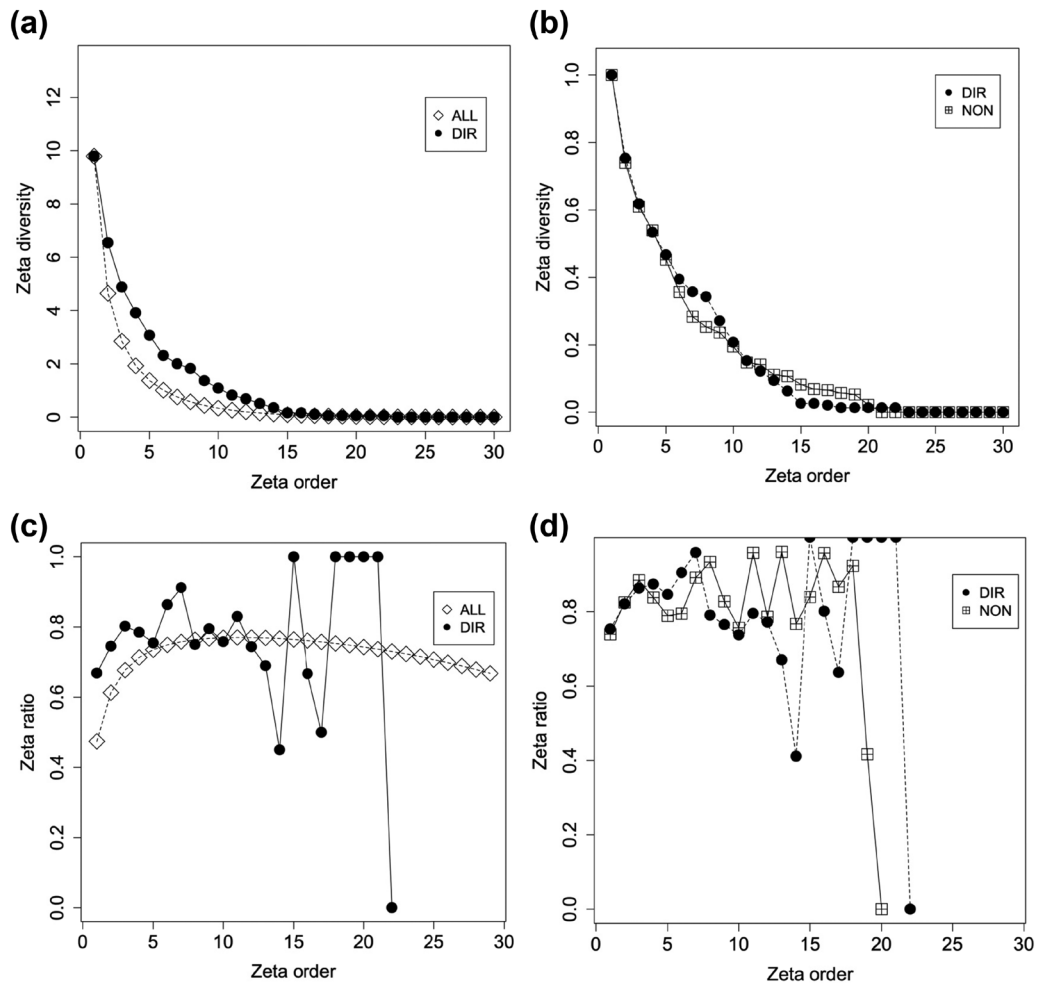 (a)
Zeta diversity
0 2 4 6 8 10 12
ALL
DIR
0 5 10 15 20 25 30
Zeta order
(b)
Zeta diversity
0.0 0.2 0.4 0.6 0.8 1.0
DIR
NON
0 5 10 15 20 25 30
Zeta order
(c)
Zeta ratio
0.0 0.2 0.4 0.6 0.8 1.0
ALL
DIR
0 5 10 15 20 25 30
Zeta order
(d)
Zeta ratio
0.0 0.2 0.4 0.6 0.8 1.0
DIR
NON
0 5 10 15 20 25 30
Zeta order